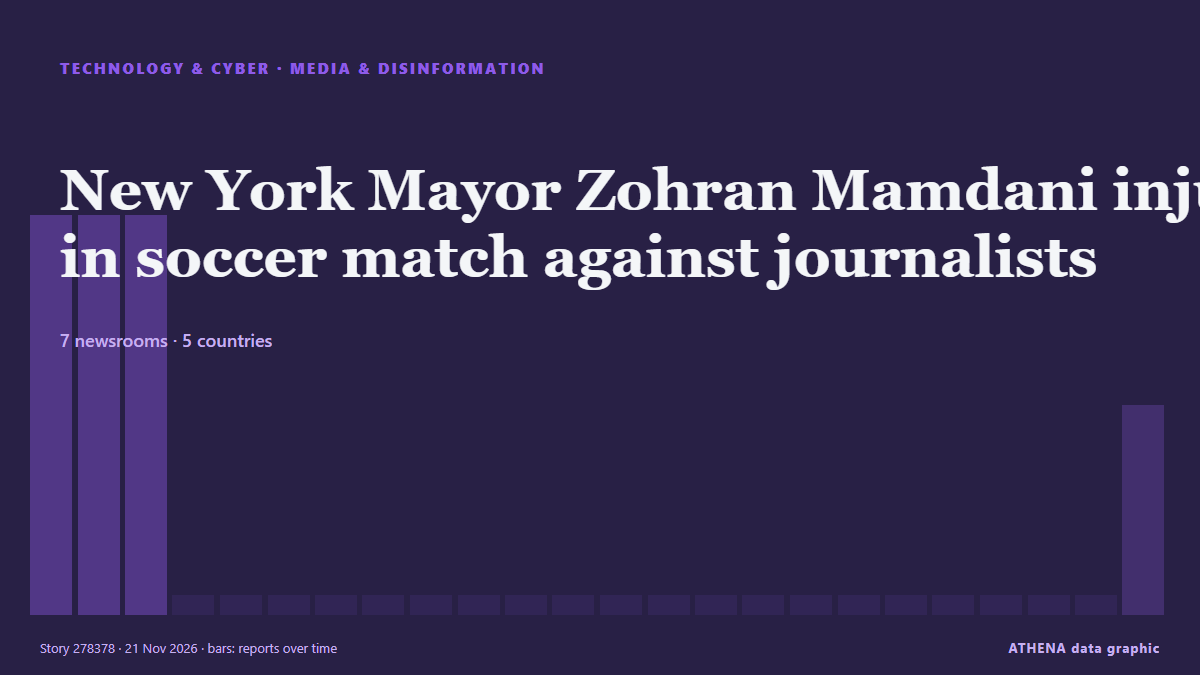 TECHNOLOGY & CYBER · MEDIA & DISINFORMATION
New York Mayor Zohran Mamdani
in soccer match against journalists
7 newsrooms · 5 countries
Story 278378 · 21 Nov 2026 · bars: reports over time
ATHENA data graphic